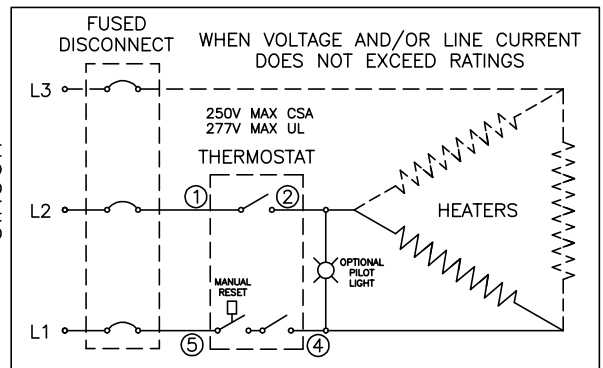 FUSED
DISCONNECT
WHEN VOLTAGE AND/OR LINE CURRENT
DOES NOT EXCEED RATINGS
L3
250V MAX CSA
277V MAX UL
THERMOSTAT
1
2
L2
HEATERS
OPTIONAL
PILOT
LIGHT
MANUAL
RESET
L1
5
4